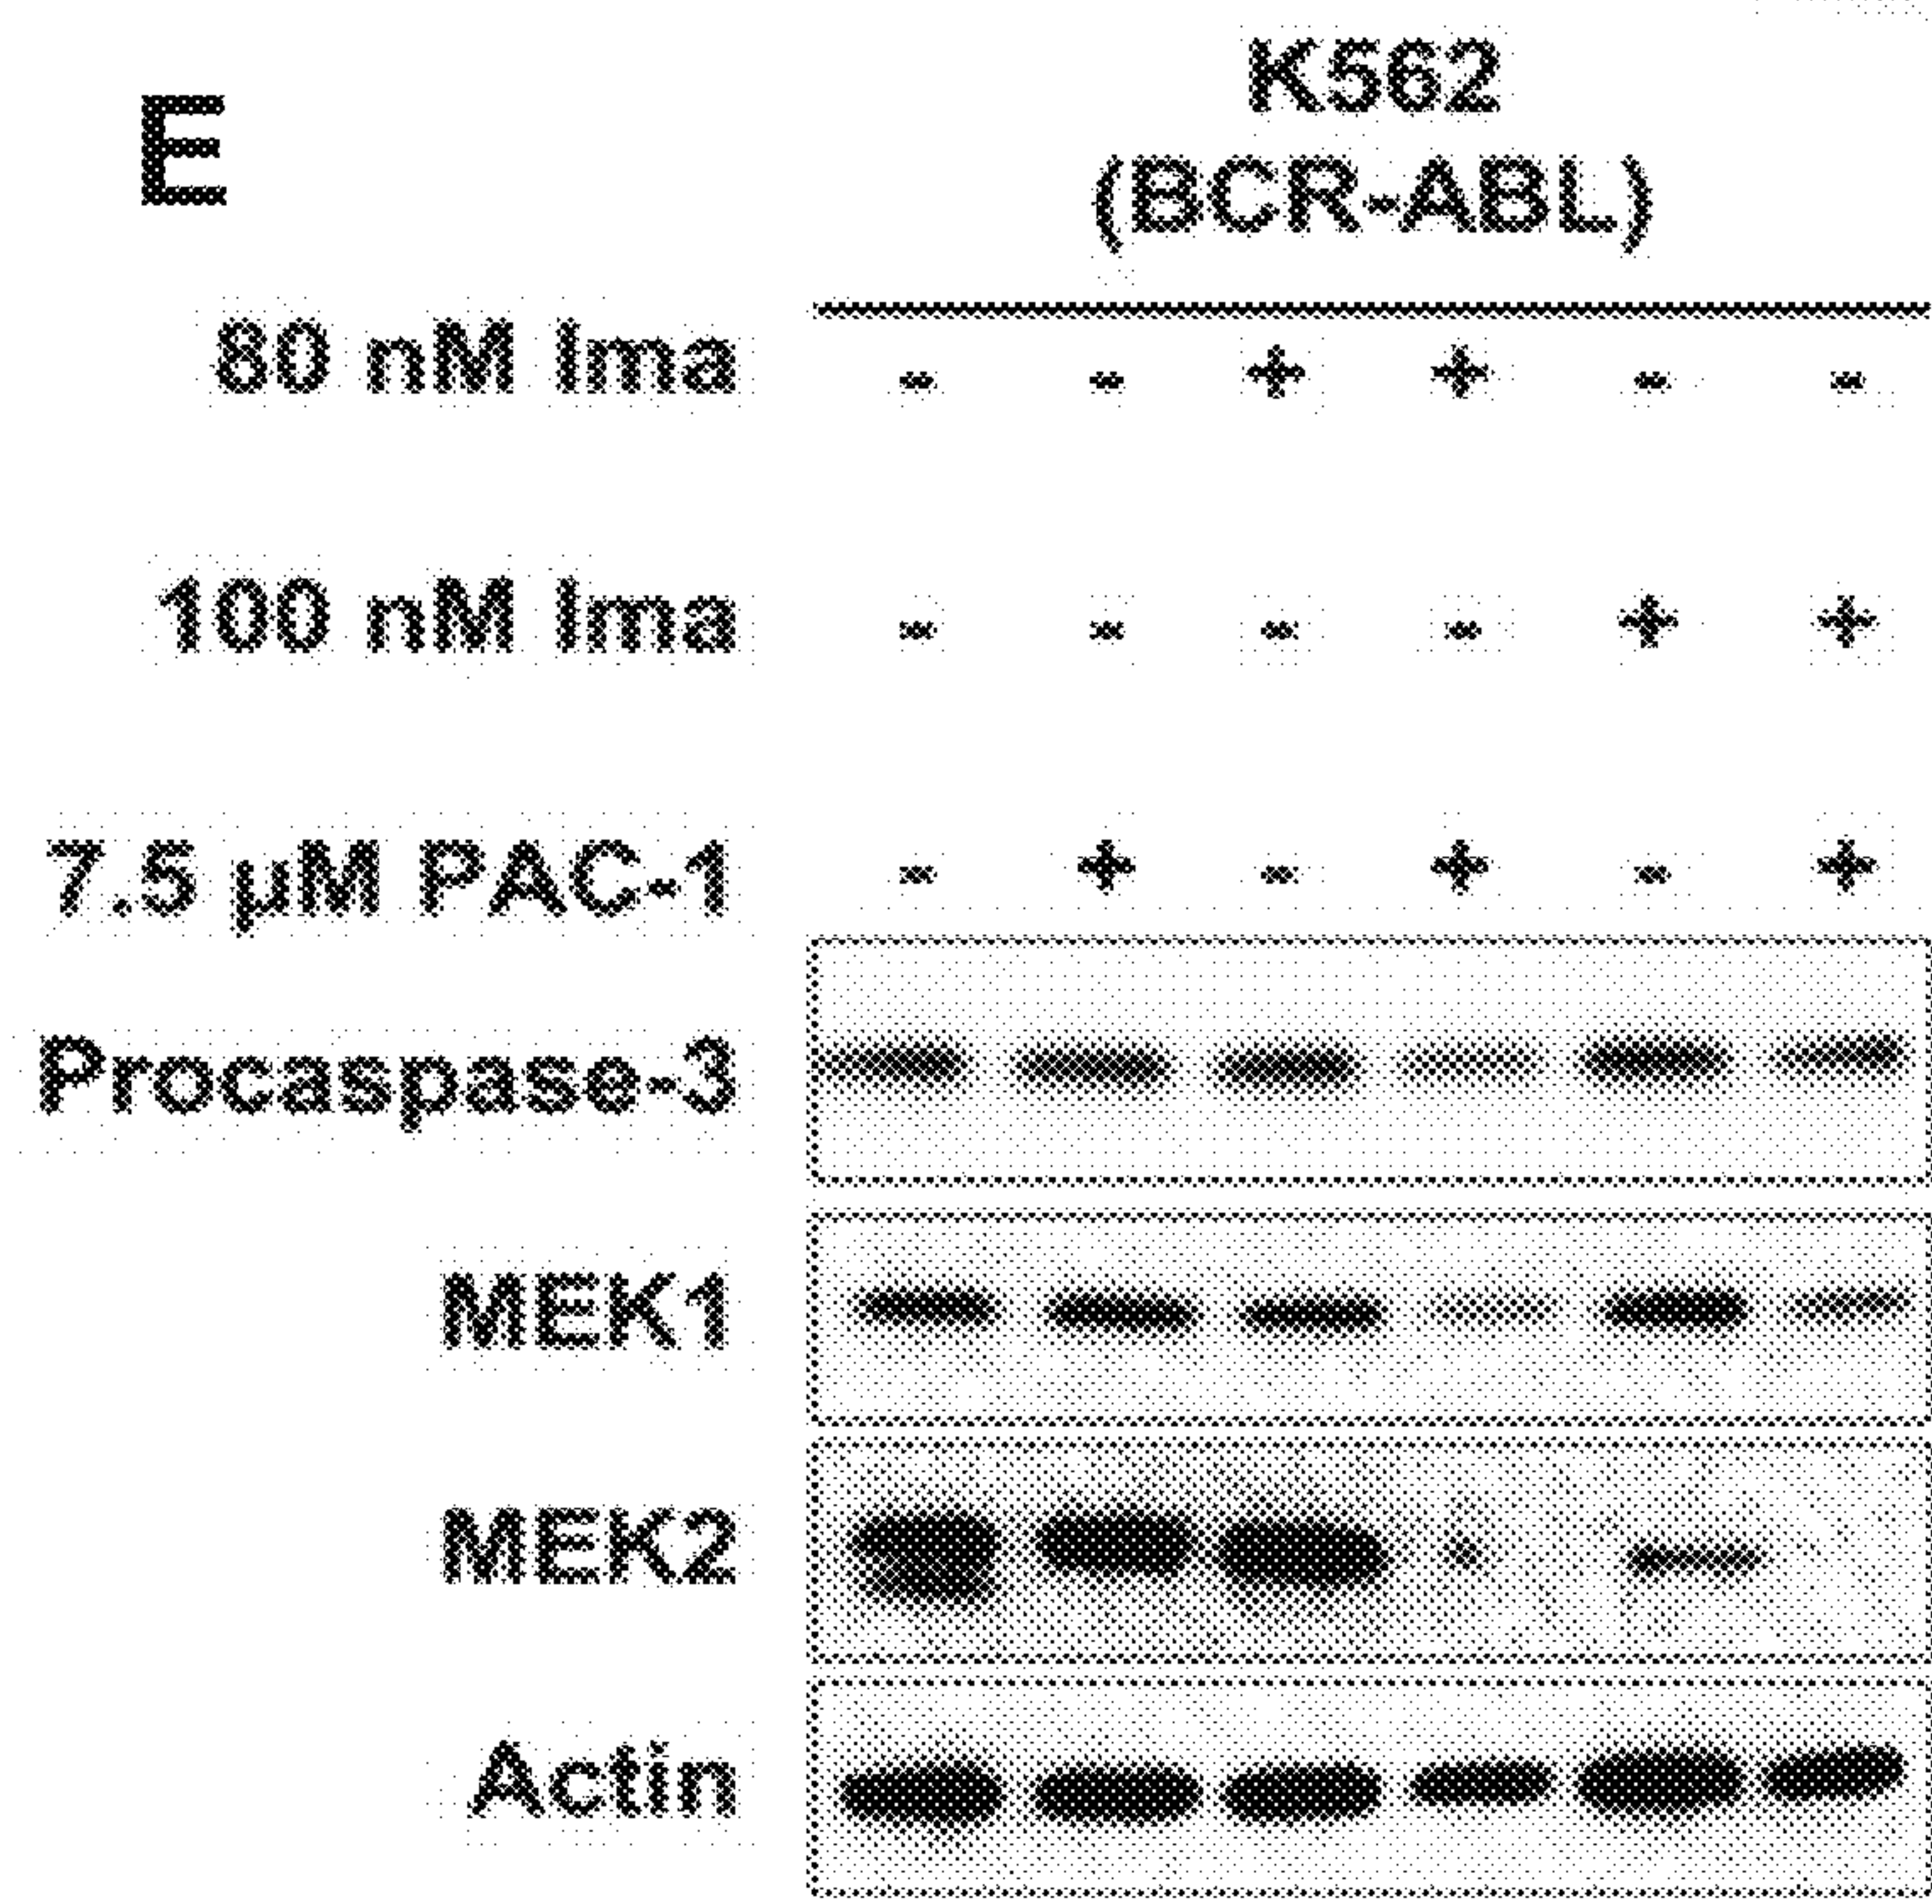 E
K562
(BCR-ABL)
80 nM Ima - - + + - -
100 nM Ima - - - - + +
7.5 μM PAC-1 - + - + - +
Procaspase-3
MEK1
MEK2
Actin